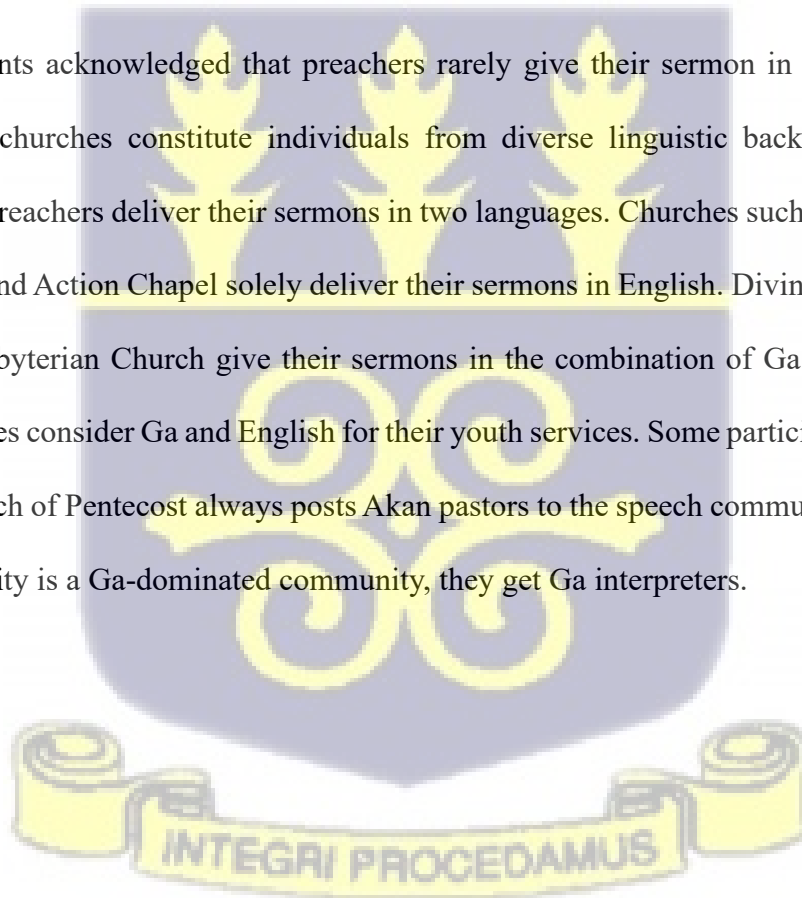 nts acknowledged that preachers rarely give their sermon in
churches constitute individuals from diverse linguistic back
reachers deliver their sermons in two languages. Churches such
nd Action Chapel solely deliver their sermons in English. Divin
byterian Church give their sermons in the combination of Ga
es consider Ga and English for their youth services. Some partici
ch of Pentecost always posts Akan pastors to the speech commu
ity is a Ga-dominated community, they get Ga interpreters.
INTEGRI PROCEDAMUS